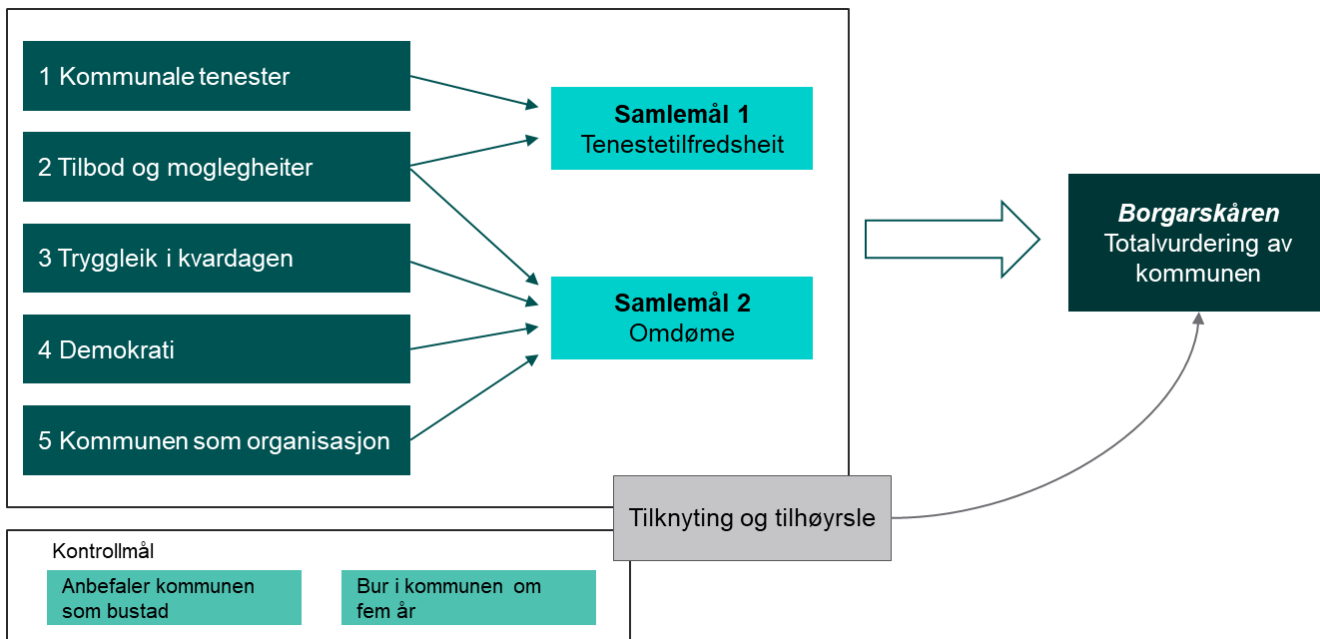 1 Kommunale tenester
2 Tilbod og moglegheiter
3 Tryggleik i kvardagen
4 Demokrati
5 Kommunen som organisasjon
Samlemål 1
Tenestetilfredsheit
Samlemål 2
Omdøme
Borgarskåren
Totalvurdering av
kommunen
Tilknyting og tilhøyrsle
Kontrollmål
Anbefaler kommunen
som bustad
Bur i kommunen om
fem år